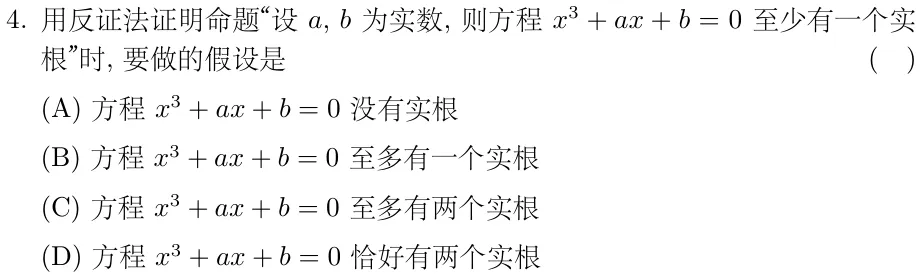 4. 用反证法证明命题“设 a, b 为实数, 则方程 x³ + ax + b = 0 至少有一个实
根”时, 要做的假设是 ( )
(A) 方程 x³ + ax + b = 0 没有实根
(B) 方程 x³ + ax + b = 0 至多有一个实根
(C) 方程 x³ + ax + b = 0 至多有两个实根
(D) 方程 x³ + ax + b = 0 恰好有两个实根